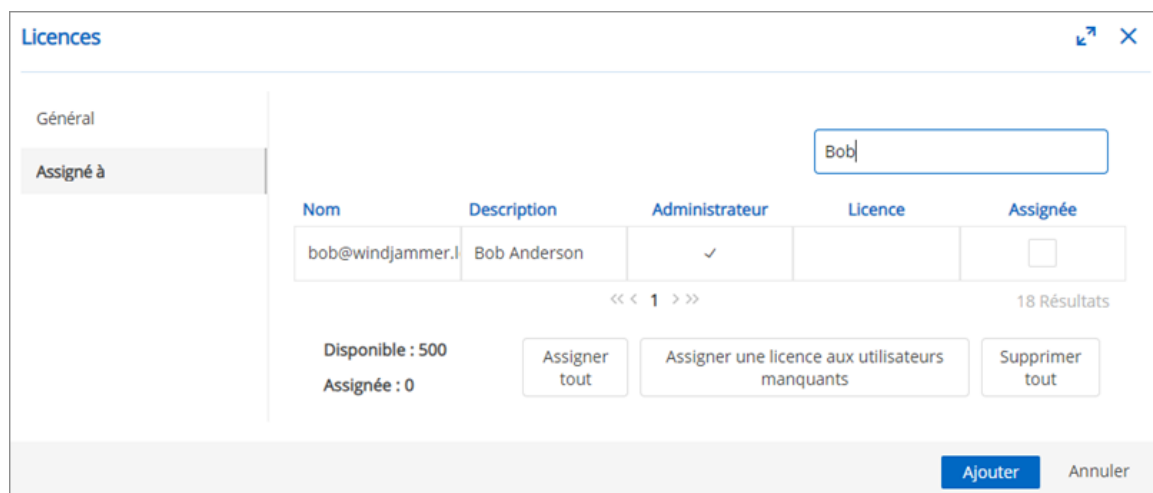 Licences
Général
Assigné à
Bob
Nom Description Administrateur Licence Assignée
bob@windjammer.l Bob Anderson
<< < 1 > >> 18 Résultats
Disponible : 500
Assignée : 0
Assigner
tout
Assigner une licence aux utilisateurs
manquants
Supprimer
tout
Ajouter Annuler